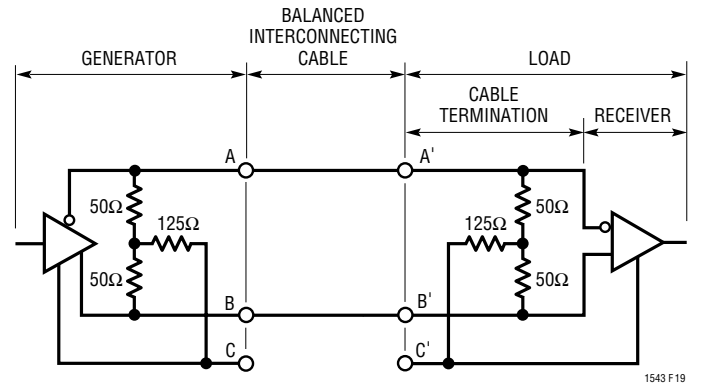 BALANCED
INTERCONNECTING
CABLE
GENERATOR
LOAD
CABLE
TERMINATION
RECEIVER
A
A'
50Ω
125Ω
50Ω
125Ω
50Ω
50Ω
B
B'
C
C'
1543 F19